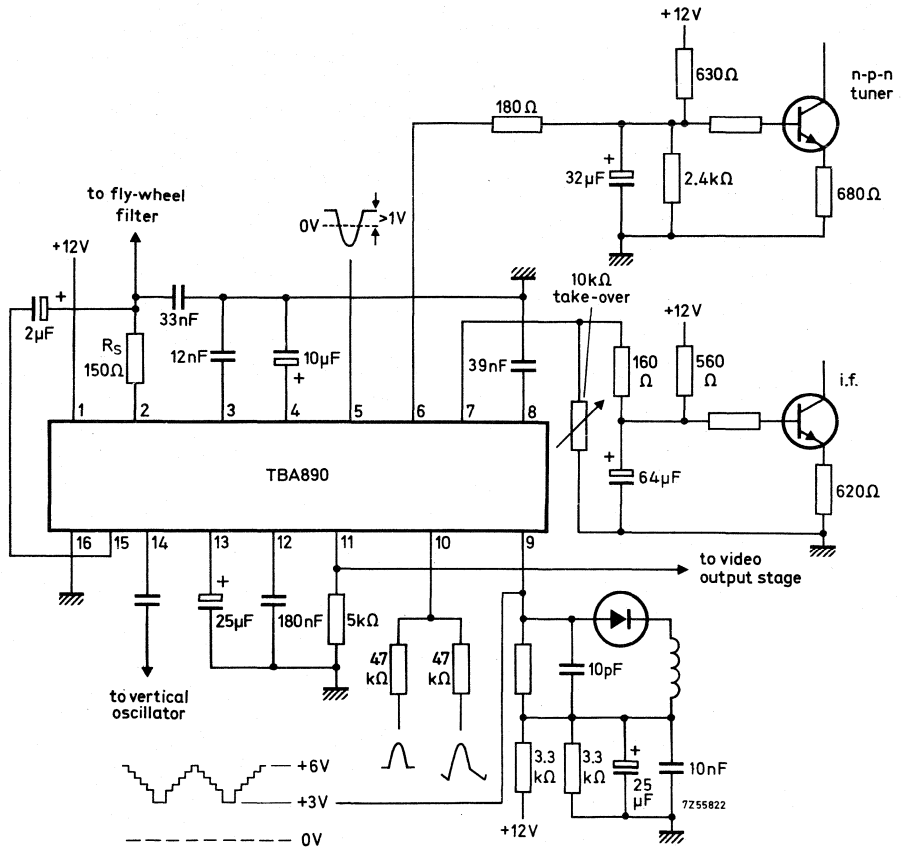 +12V
630Ω
n-p-n
tuner
180Ω
+
32μF
2.4kΩ
680Ω
to fly-wheel
filter
0V
>1V
+12V
+
2μF
33nF
RS
150Ω
12nF
10μF
+
39nF
10kΩ
take-over
+12V
160
Ω
560
Ω
i.f.
+
64μF
620Ω
1
2
3
4
5
6
7
8
TBA890
16
15
14
13
12
11
10
9
to video
output stage
+
25μF
180nF
5kΩ
47
kΩ
47
kΩ
10pF
to vertical
oscillator
3.3
kΩ
3.3
kΩ
+
25
μF
10nF
7Z55822
+12V
+6V
+3V
0V